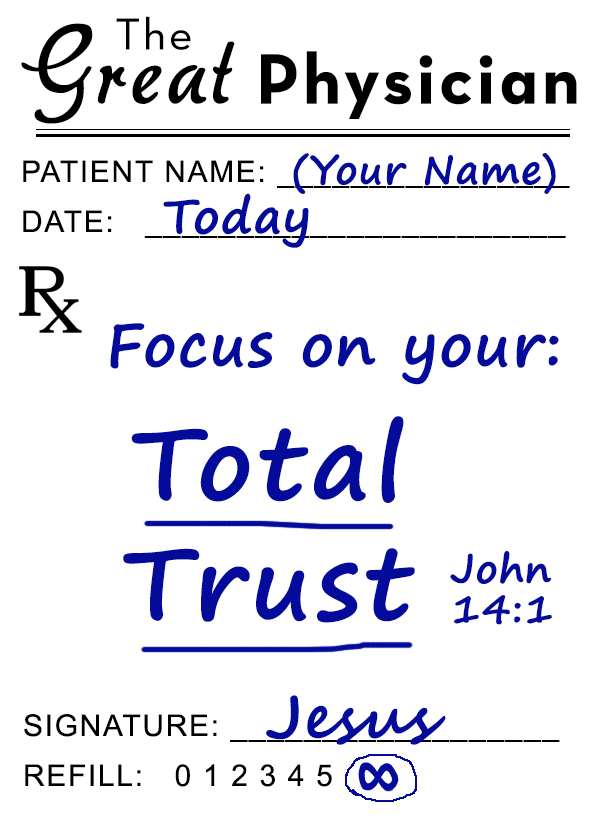 The
Great Physician
PATIENT NAME: (Your Name)
DATE: Today
Rx
Focus on your:
Total
Trust
John
14:1
SIGNATURE: Jesus
REFILL: 0 1 2 3 4 5 ∞